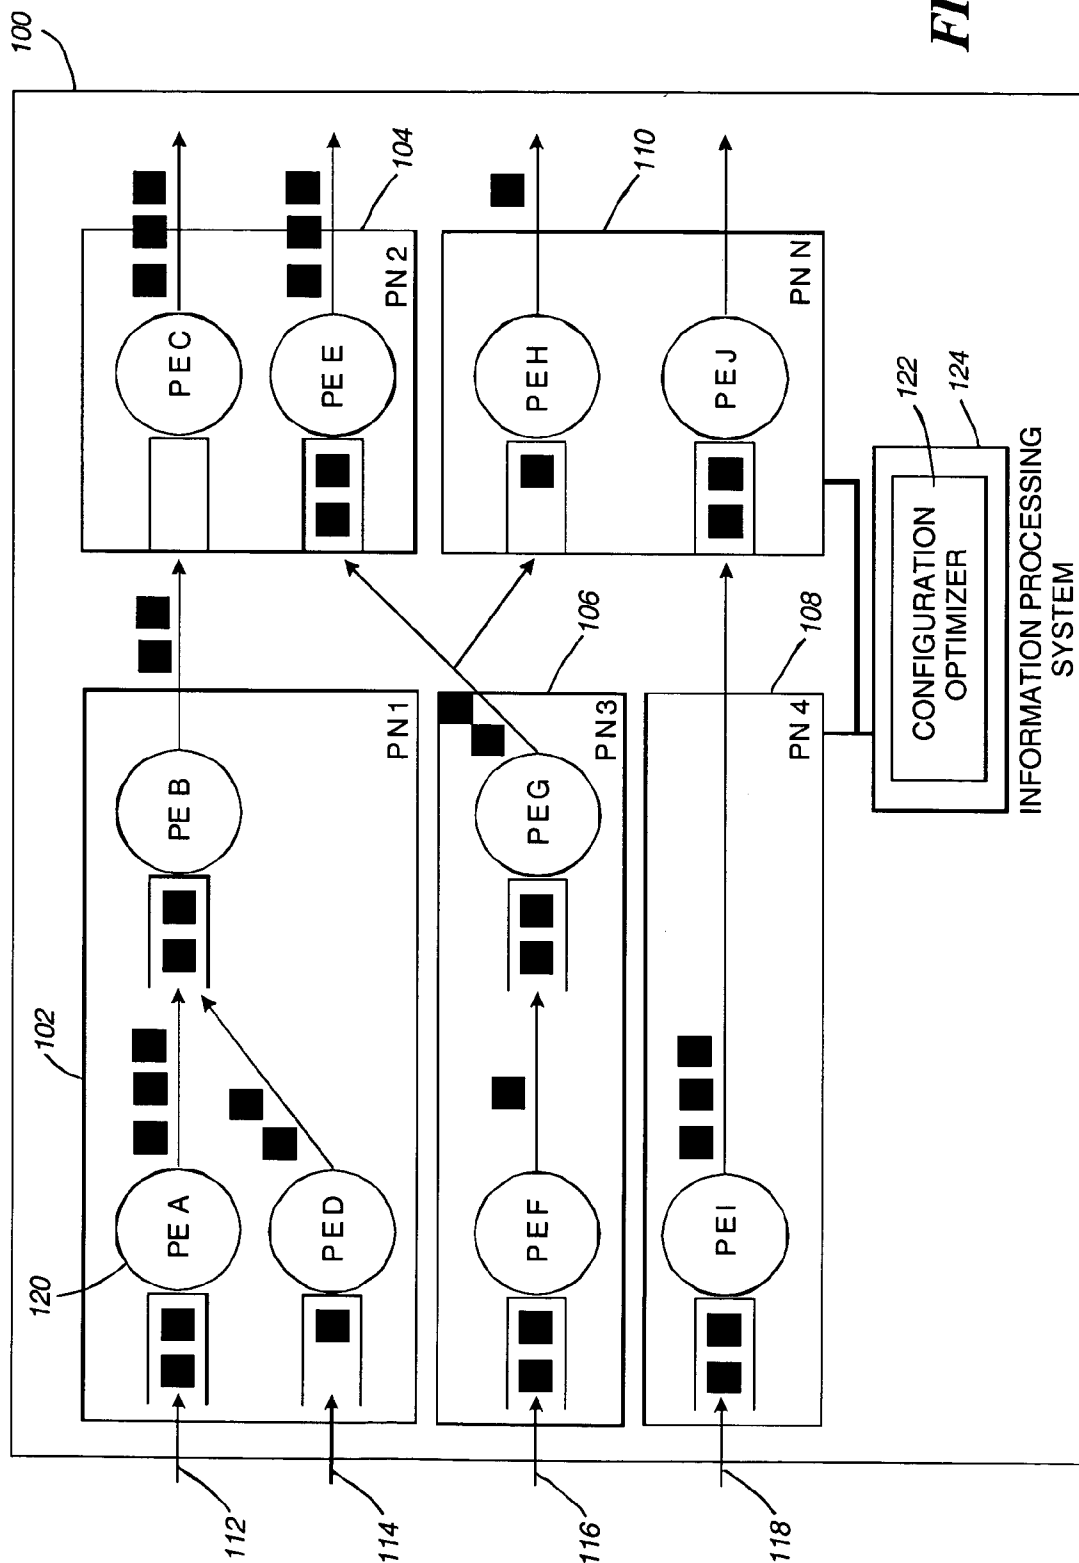 100
102
120
PE A
PE B
PE C
104
PE D
PE E
PN 1
PN 2
112
114
PE F
PE G
PE H
110
PN 3
106
116
PE I
PE J
PN 4
108
PN N
118
CONFIGURATION
OPTIMIZER
122
124
INFORMATION PROCESSING
SYSTEM